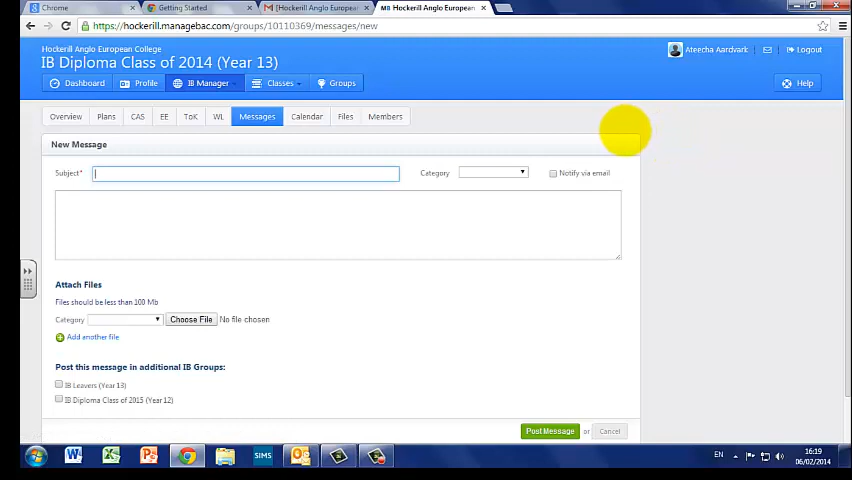 Chrome
Getting Started
[Hockerill Anglo European
MB Hockerill Anglo European
https://hockerill.managebac.com/groups/10110369/messages/new
Hockerill Anglo European College
IB Diploma Class of 2014 (Year 13)
Ateecha Aardvark
Logout
Dashboard
Profile
IB Manager
Classes
Groups
Help
Overview
Plans
CAS
EE
ToK
WL
Messages
Calendar
Files
Members
New Message
Subject*
Category
Notify via email
Attach Files
Files should be less than 100 Mb
Category
Choose File No file chosen
Add another file
Post this message in additional IB Groups:
IB Leavers (Year 13)
IB Diploma Class of 2015 (Year 12)
Post Message or Cancel
SIMS
EN
16:19
06/02/2014